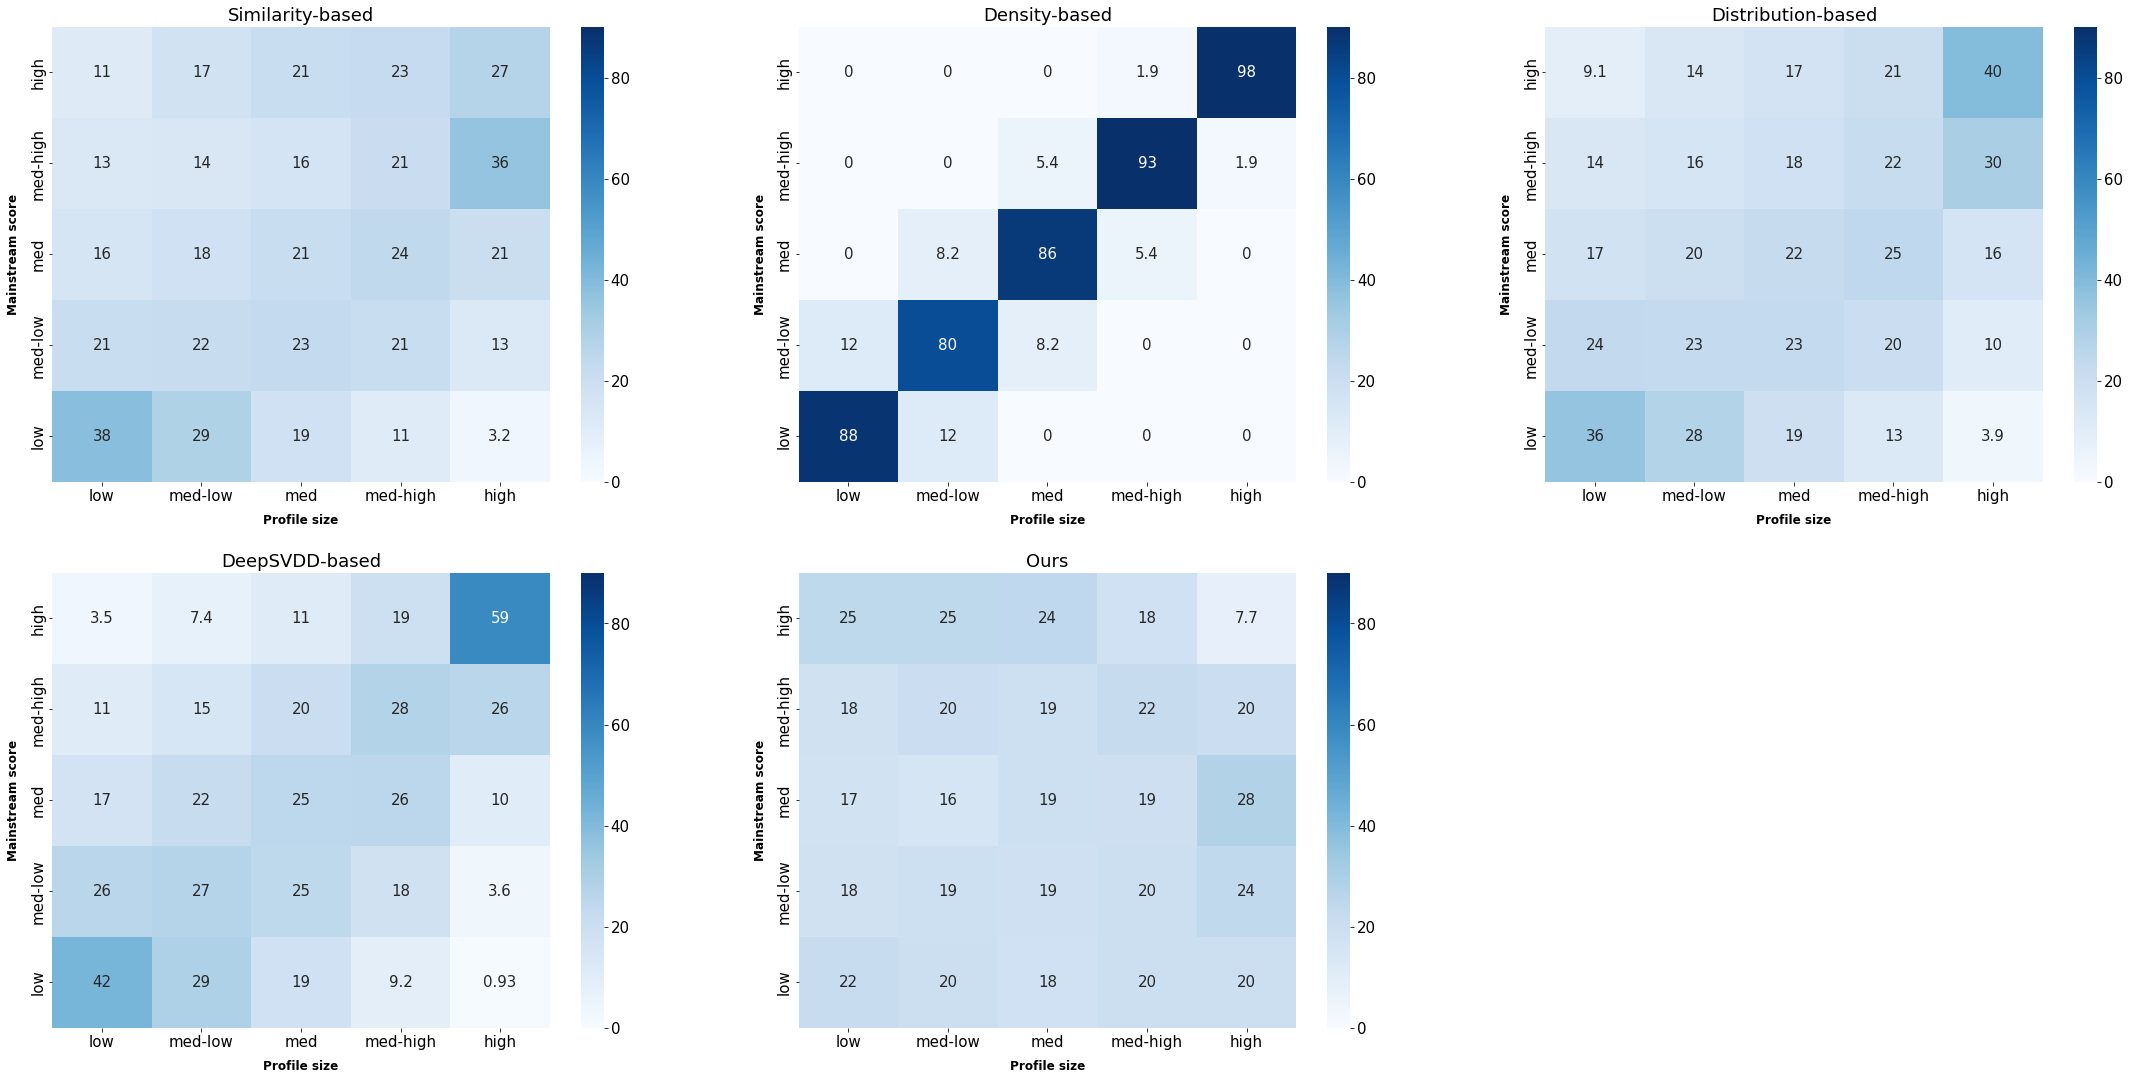 Similarity-based
Mainstream score
high 11 17 21 23 27
med-high 13 14 16 21 36
med 16 18 21 24 21
med-low 21 22 23 21 13
low 38 29 19 11 3.2
low med-low med med-high high
Profile size
80
60
40
20
0
Density-based
Mainstream score
high 0 0 0 1.9 98
med-high 0 0 5.4 93 1.9
med 0 8.2 86 5.4 0
med-low 12 80 8.2 0 0
low 88 12 0 0 0
low med-low med med-high high
Profile size
80
60
40
20
0
Distribution-based
Mainstream score
high 9.1 14 17 21 40
med-high 14 16 18 22 30
med 17 20 22 25 16
med-low 24 23 23 20 10
low 36 28 19 13 3.9
low med-low med med-high high
Profile size
80
60
40
20
0
DeepSVDD-based
Mainstream score
high 3.5 7.4 11 19 59
med-high 11 15 20 28 26
med 17 22 25 26 10
med-low 26 27 25 18 3.6
low 42 29 19 9.2 0.93
low med-low med med-high high
Profile size
80
60
40
20
0
Ours
Mainstream score
high 25 25 24 18 7.7
med-high 18 20 19 22 20
med 17 16 19 19 28
med-low 18 19 19 20 24
low 22 20 18 20 20
low med-low med med-high high
Profile size
80
60
40
20
0